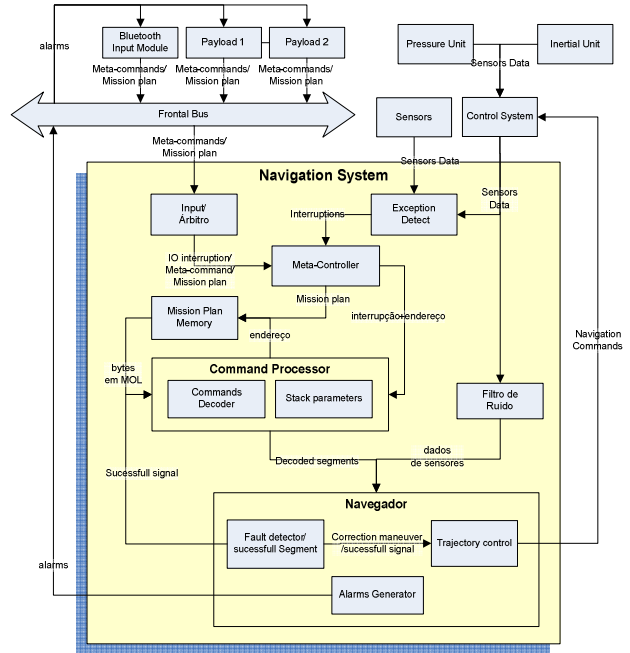 alarms
Bluetooth
Input Module
Payload 1
Payload 2
Pressure Unit
Inertial Unit
Meta-commands/
Mission plan
Meta-commands/
Mission plan
Meta-commands/
Mission plan
Sensors Data
Frontal Bus
Sensors
Control System
Meta-commands/
Mission plan
Sensors Data
Navigation System
Sensors
Data
Input/
Árbitro
Interruptions
Exception
Detect
IO interruption/
Meta-command/
Mission plan
Meta-Controller
Mission plan
Mission Plan
Memory
interrupção+endereço
endereço
Navigation
Commands
bytes
em MOL
Command Processor
Commands
Decoder
Stack parameters
Filtro de
Ruido
Sucessfull signal
Decoded segments
dados
de sensores
Navegador
Fault detector/
sucessfull Segment
Correction maneuver
/sucessfull signal
Trajectory control
alarms
Alarms Generator